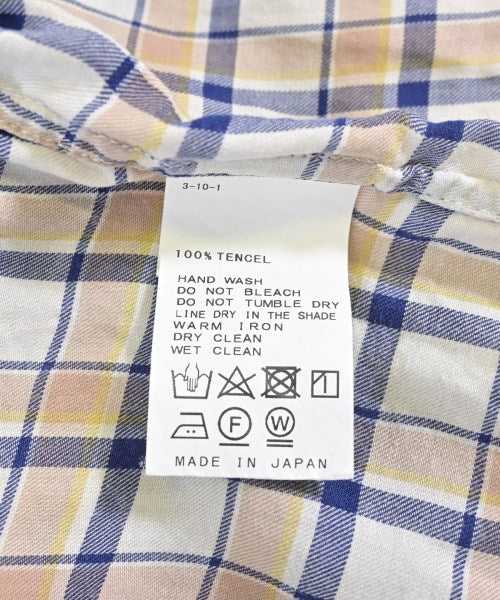 3-10-1
100% TENCEL
HAND WASH
DO NOT BLEACH
DO NOT TUMBLE DRY
LINE DRY IN THE SHADE
WARM IRON
DRY CLEAN
WET CLEAN
F W
MADE IN JAPAN